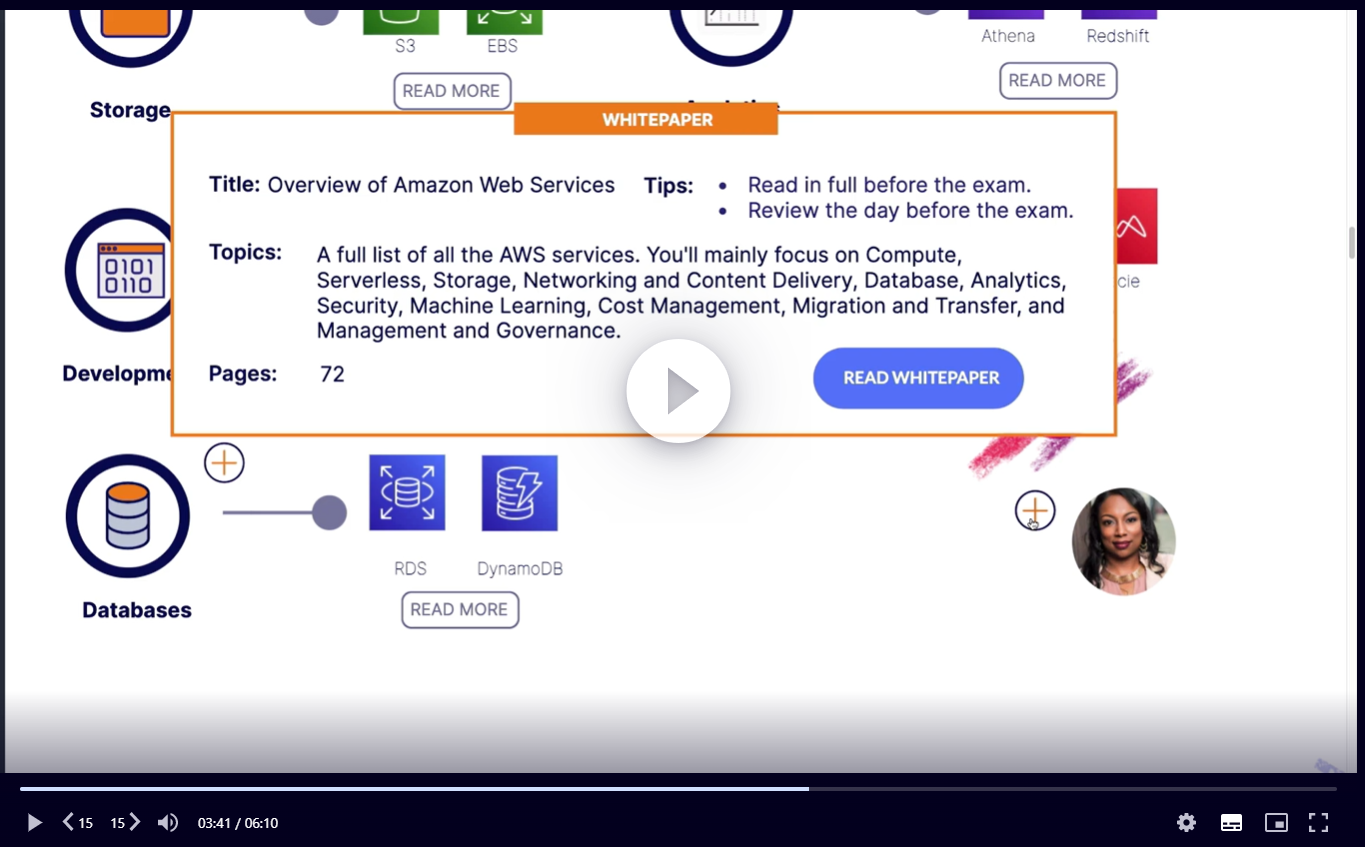 S3
EBS
READ MORE
Athena
Redshift
READ MORE
Storage
WHITEPAPER
Title: Overview of Amazon Web Services
Tips:
• Read in full before the exam.
• Review the day before the exam.
Topics:
A full list of all the AWS services. You'll mainly focus on Compute,
Serverless, Storage, Networking and Content Delivery, Database, Analytics,
Security, Machine Learning, Cost Management, Migration and Transfer, and
Management and Governance.
0101
0110
cie
Developme
Pages: 72
READ WHITEPAPER
RDS
DynamoDB
READ MORE
Databases
15
15
03:41 / 06:10